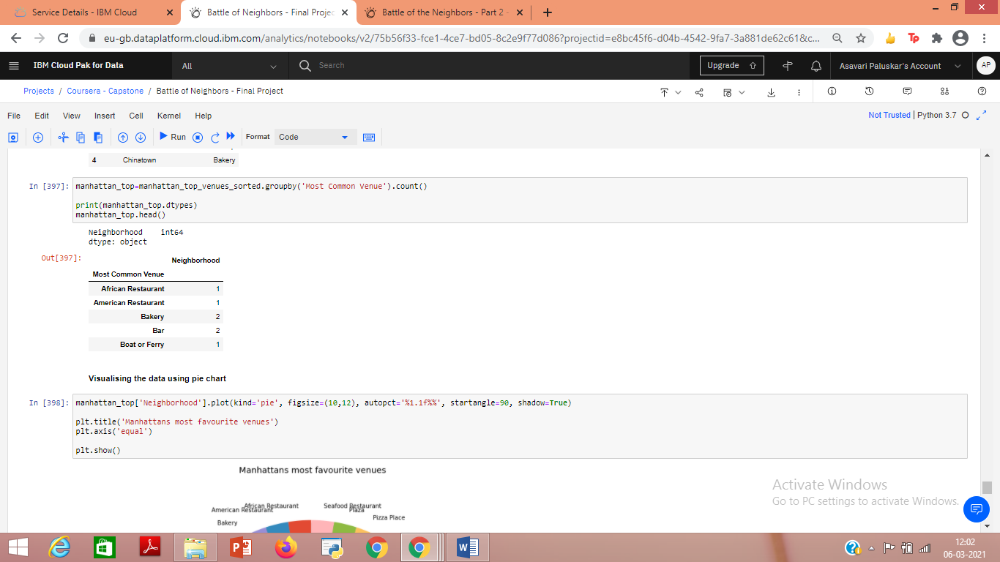 Service Details - IBM Cloud
Battle of Neighbors - Final Projec
Battle of the Neighbors - Part 2 -
eu-gb.dataplatform.cloud.ibm.com/analytics/notebooks/v2/75b56f33-fce1-4ce7-bd05-8c2e9f77d086?projectid=e8bc45f6-d04b-4542-9fa7-3a881de62c61&c...
Tp
IBM Cloud Pak for Data
All
Search
Upgrade
Asavari Paluskar's Account
AP
Projects / Coursera - Capstone / Battle of Neighbors - Final Project
File Edit View Insert Cell Kernel Help
Not Trusted | Python 3.7
Run
Format
Code
4 Chinatown Bakery
In [397]: manhattan_top=manhattan_top_venues_sorted.groupby('Most Common Venue').count()
print(manhattan_top.dtypes)
manhattan_top.head()
Neighborhood int64
dtype: object
Out[397]:
Neighborhood
Most Common Venue
African Restaurant 1
American Restaurant 1
Bakery 2
Bar 2
Boat or Ferry 1
Visualising the data using pie chart
In [398]: manhattan_top['Neighborhood'].plot(kind='pie', figsize=(10,12), autopct='%1.1f%%', startangle=90, shadow=True)
plt.title('Manhattans most favourite venues')
plt.axis('equal')
plt.show()
Manhattans most favourite venues
African Restaurant
Seafood Restaurant
American Restaurant
Plaza
Pizza Place
Bakery
Activate Windows
Go to PC settings to activate Windows.
12:02
06-03-2021